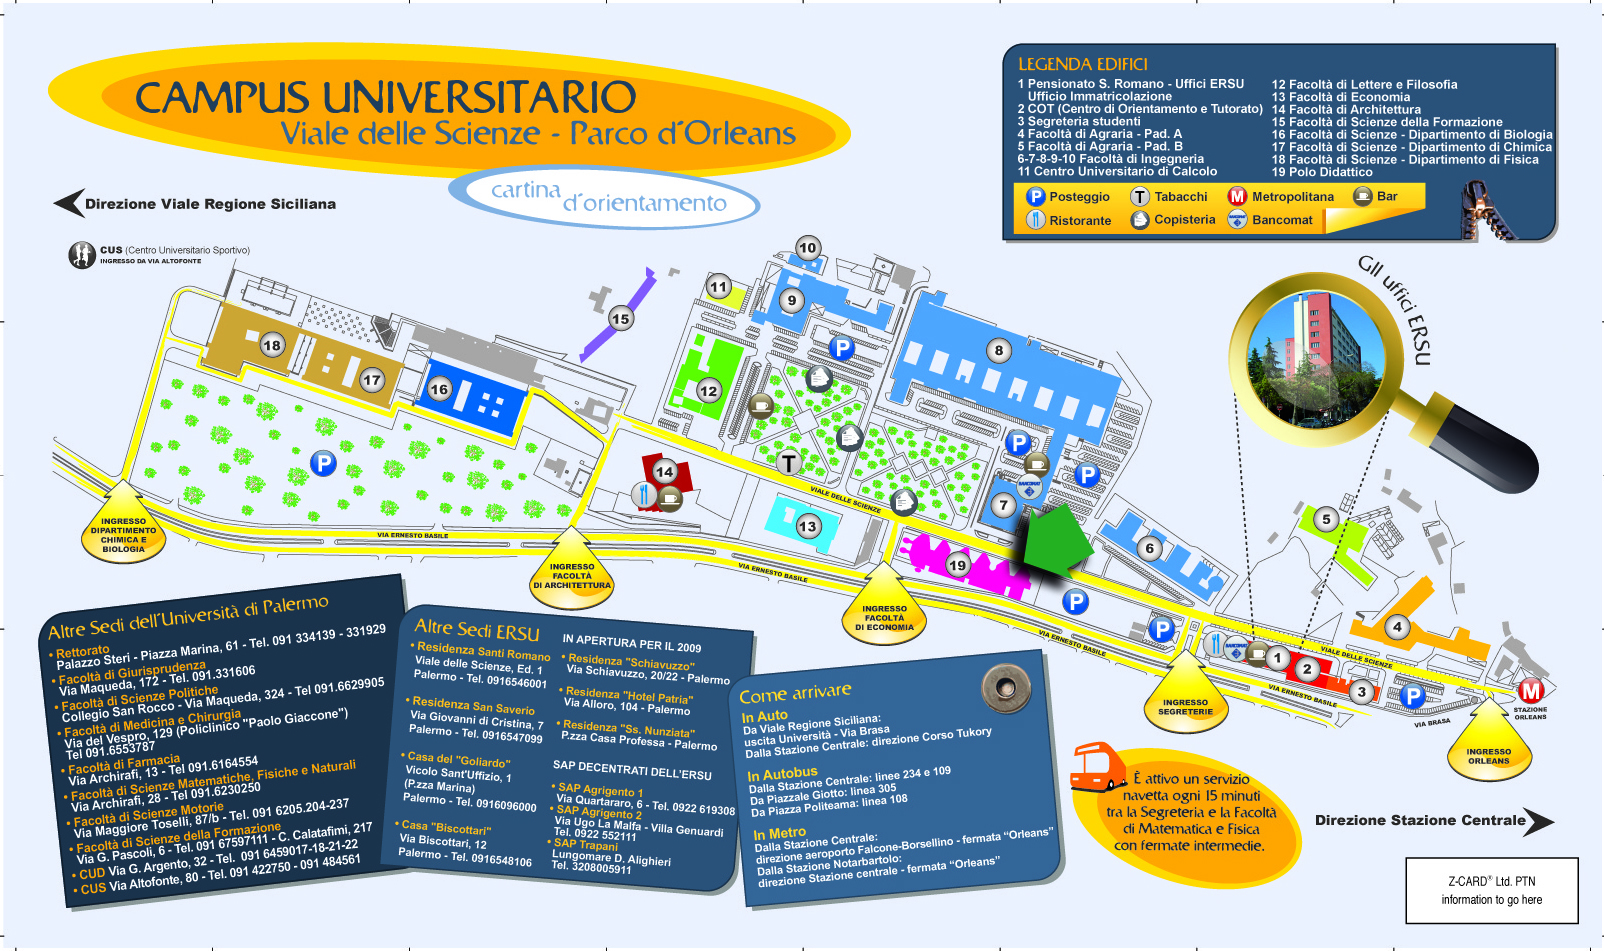 CAMPUS UNIVERSITARIO
Viale delle Scienze - Parco d'Orleans
cartina
d'orientamento
Direzione Viale Regione Siciliana
CUS (Centro Universitario Sportivo)
INGRESSO DA VIA ALTOFONTE
LEGENDA EDIFICI
1 Pensionato S. Romano - Uffici ERSU
Ufficio Immatricolazione
2 COT (Centro di Orientamento e Tutorato)
3 Segreteria studenti
4 Facoltà di Agraria - Pad. A
5 Facoltà di Agraria - Pad. B
6-7-8-9-10 Facoltà di Ingegneria
11 Centro Universitario di Calcolo
12 Facoltà di Lettere e Filosofia
13 Facoltà di Economia
14 Facoltà di Architettura
15 Facoltà di Scienze della Formazione
16 Facoltà di Scienze - Dipartimento di Biologia
17 Facoltà di Scienze - Dipartimento di Chimica
18 Facoltà di Scienze - Dipartimento di Fisica
19 Polo Didattico
P Posteggio
T Tabacchi
M Metropolitana
Bar
Ristorante
Copisteria
BANCOMAT Bancomat
Gli uffici ERSU
10
11
9
15
18
17
16
12
P
8
14
T
P
P
P
BANCOMAT
7
13
6
5
19
P
P
4
BANCOMAT
1
2
3
P
M
VIALE DELLE SCIENZE
VIALE DELLE SCIENZE
VIA ERNESTO BASILE
VIA ERNESTO BASILE
VIA ERNESTO BASILE
VIA ERNESTO BASILE
VIA BRASA
STAZIONE
ORLEANS
INGRESSO
DIPARTIMENTO
CHIMICA E
BIOLOGIA
INGRESSO
FACOLTÀ
DI ARCHITETTURA
INGRESSO
FACOLTÀ
DI ECONOMIA
INGRESSO
SEGRETERIE
INGRESSO
ORLEANS
Altre Sedi dell'Università di Palermo
• Rettorato
Palazzo Steri - Piazza Marina, 61 - Tel. 091 334139 - 331929
• Facoltà di Giurisprudenza
Via Maqueda, 172 - Tel. 091.331606
• Facoltà di Scienze Politiche
Collegio San Rocco - Via Maqueda, 324 - Tel 091.6629905
• Facoltà di Medicina e Chirurgia
Via del Vespro, 129 (Policlinico "Paolo Giaccone")
Tel 091.6553787
• Facoltà di Farmacia
Via Archirafi, 13 - Tel 091.6164554
• Facoltà di Scienze Matematiche, Fisiche e Naturali
Via Archirafi, 28 - Tel 091.6230250
• Facoltà di Scienze Motorie
Via Maggiore Toselli, 87/b - Tel. 091 6205.204-237
• Facoltà di Scienze della Formazione
Via G. Pascoli, 6 - Tel. 091 67597111 - C. Calatafimi, 217
• CUD Via G. Argento, 32 - Tel. 091 6459017-18-21-22
• CUS Via Altofonte, 80 - Tel. 091 422750 - 091 484561
Altre Sedi ERSU
• Residenza Santi Romano
Viale delle Scienze, Ed. 1
Palermo - Tel. 0916546001
• Residenza San Saverio
Via Giovanni di Cristina, 7
Palermo - Tel. 0916547099
• Casa del "Goliardo"
Vicolo Sant'Uffizio, 1
(P.zza Marina)
Palermo - Tel. 0916096000
• Casa "Biscottari"
Via Biscottari, 12
Palermo - Tel. 0916548106
IN APERTURA PER IL 2009
• Residenza "Schiavuzzo"
Via Schiavuzzo, 20/22 - Palermo
• Residenza "Hotel Patria"
Via Alloro, 104 - Palermo
• Residenza "Ss. Nunziata"
P.zza Casa Professa - Palermo
SAP DECENTRATI DELL'ERSU
• SAP Agrigento 1
Via Quartararo, 6 - Tel. 0922 619308
• SAP Agrigento 2
Via Ugo La Malfa - Villa Genuardi
Tel. 0922 552111
• SAP Trapani
Lungomare D. Alighieri
Tel. 3208005911
Come arrivare
In Auto
Da Viale Regione Siciliana:
uscita Università - Via Brasa
Dalla Stazione Centrale: direzione Corso Tukory
In Autobus
Dalla Stazione Centrale: linee 234 e 109
Da Piazzale Giotto: linea 305
Da Piazza Politeama: linea 108
In Metro
Dalla Stazione Centrale:
direzione aeroporto Falcone-Borsellino - fermata "Orleans"
Dalla Stazione Notarbartolo:
direzione Stazione centrale - fermata "Orleans"
È attivo un servizio
navetta ogni 15 minuti
tra la Segreteria e la Facoltà
di Matematica e Fisica
con fermate intermedie.
Direzione Stazione Centrale
Z-CARD® Ltd. PTN
information to go here